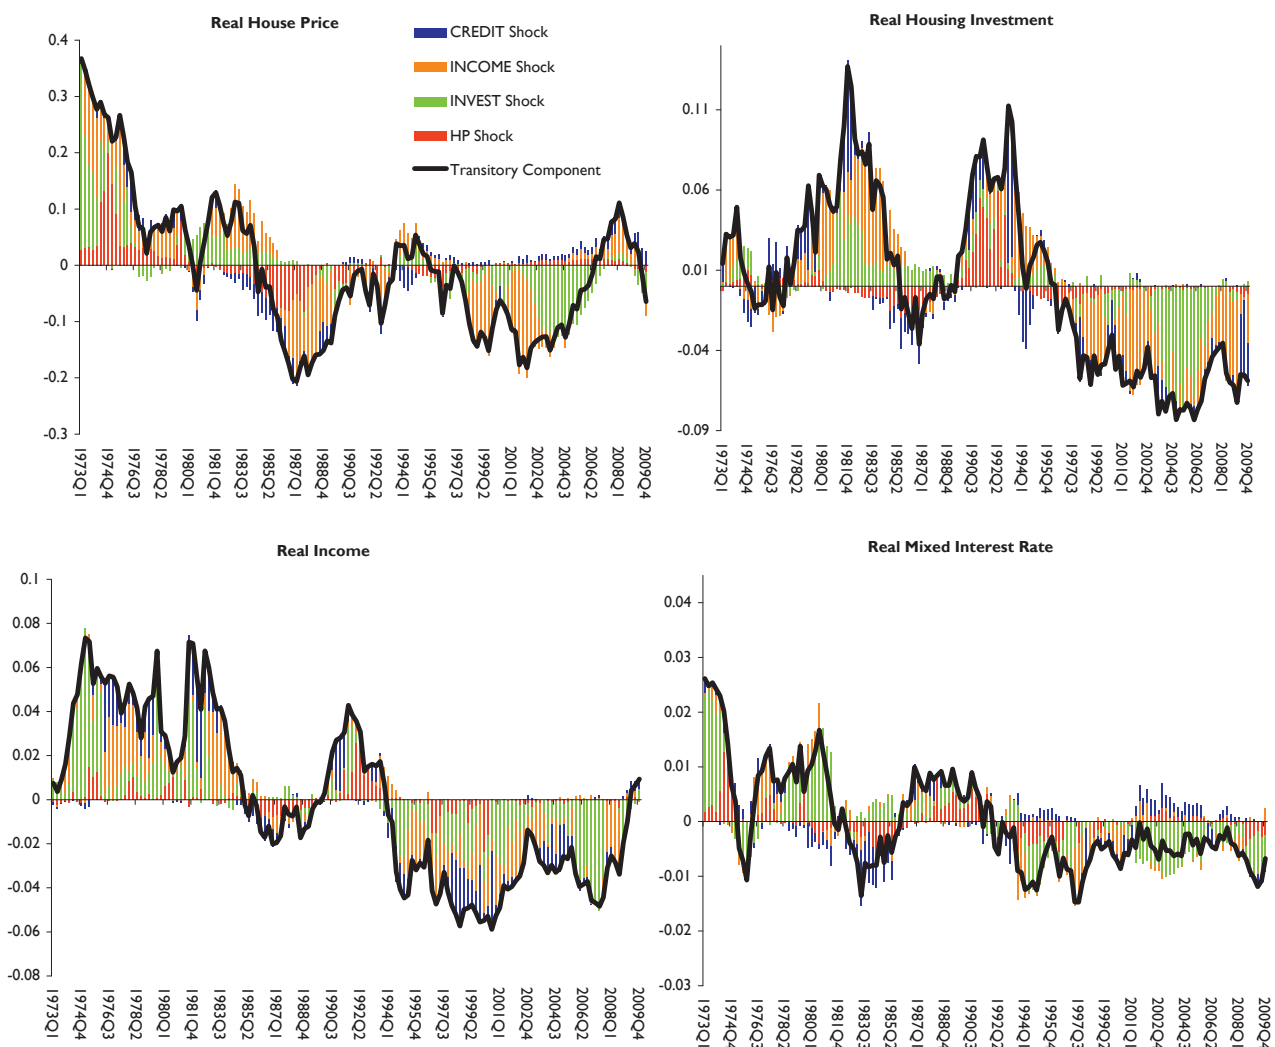 Real House Price
CREDIT Shock
INCOME Shock
INVEST Shock
HP Shock
Transitory Component
0.4
0.3
0.2
0.1
0
-0.1
-0.2
-0.3
1973Q1
1974Q4
1976Q3
1978Q2
1980Q1
1981Q4
1983Q3
1985Q2
1987Q1
1988Q4
1990Q3
1992Q2
1994Q1
1995Q4
1997Q3
1999Q2
2001Q1
2002Q4
2004Q3
2006Q2
2008Q1
2009Q4
Real Housing Investment
0.11
0.06
0.01
-0.04
-0.09
1973Q1
1974Q4
1976Q3
1978Q2
1980Q1
1981Q4
1983Q3
1985Q2
1987Q1
1988Q4
1990Q3
1992Q2
1994Q1
1995Q4
1997Q3
1999Q2
2001Q1
2002Q4
2004Q3
2006Q2
2008Q1
2009Q4
Real Income
0.1
0.08
0.06
0.04
0.02
0
-0.02
-0.04
-0.06
-0.08
1973Q1
1974Q4
1976Q3
1978Q2
1980Q1
1981Q4
1983Q3
1985Q2
1987Q1
1988Q4
1990Q3
1992Q2
1994Q1
1995Q4
1997Q3
1999Q2
2001Q1
2002Q4
2004Q3
2006Q2
2008Q1
2009Q4
Real Mixed Interest Rate
0.04
0.03
0.02
0.01
0
-0.01
-0.02
-0.03
1973Q1
1974Q4
1976Q3
1978Q2
1980Q1
1981Q4
1983Q3
1985Q2
1987Q1
1988Q4
1990Q3
1992Q2
1994Q1
1995Q4
1997Q3
1999Q2
2001Q1
2002Q4
2004Q3
2006Q2
2008Q1
2009Q4